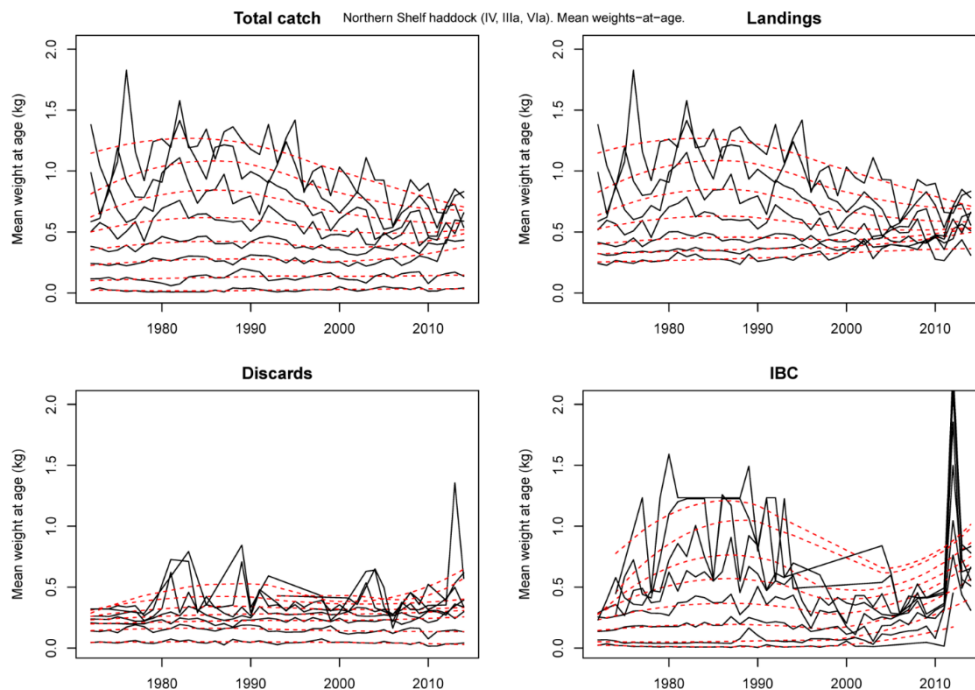 Total catch
Northern Shelf haddock (IV, IIIa, VIa). Mean weights−at−age.
Landings
Mean weight at age (kg)
2.0
1.5
1.0
0.5
0.0
1980 1990 2000 2010
Mean weight at age (kg)
2.0
1.5
1.0
0.5
0.0
1980 1990 2000 2010
Discards
IBC
Mean weight at age (kg)
2.0
1.5
1.0
0.5
0.0
1980 1990 2000 2010
Mean weight at age (kg)
2.0
1.5
1.0
0.5
0.0
1980 1990 2000 2010